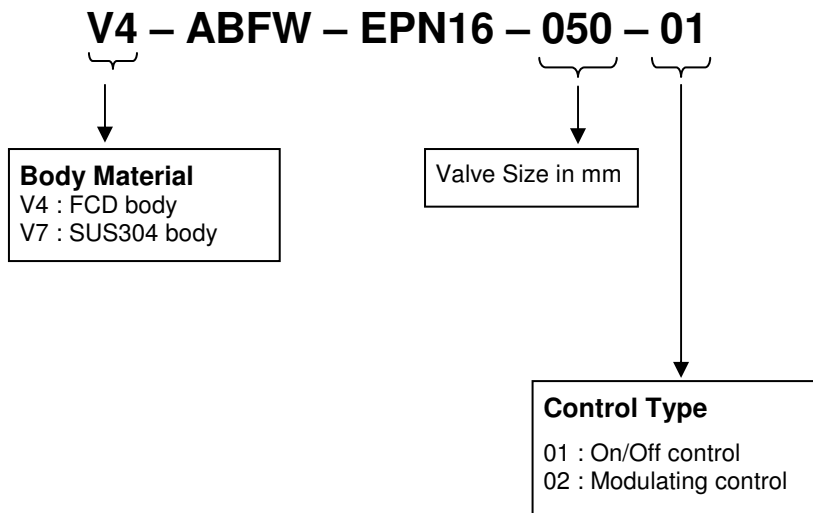 V4 – ABFW – EPN16 – 050 – 01
Body Material
V4 : FCD body
V7 : SUS304 body
Valve Size in mm
Control Type
01 : On/Off control
02 : Modulating control